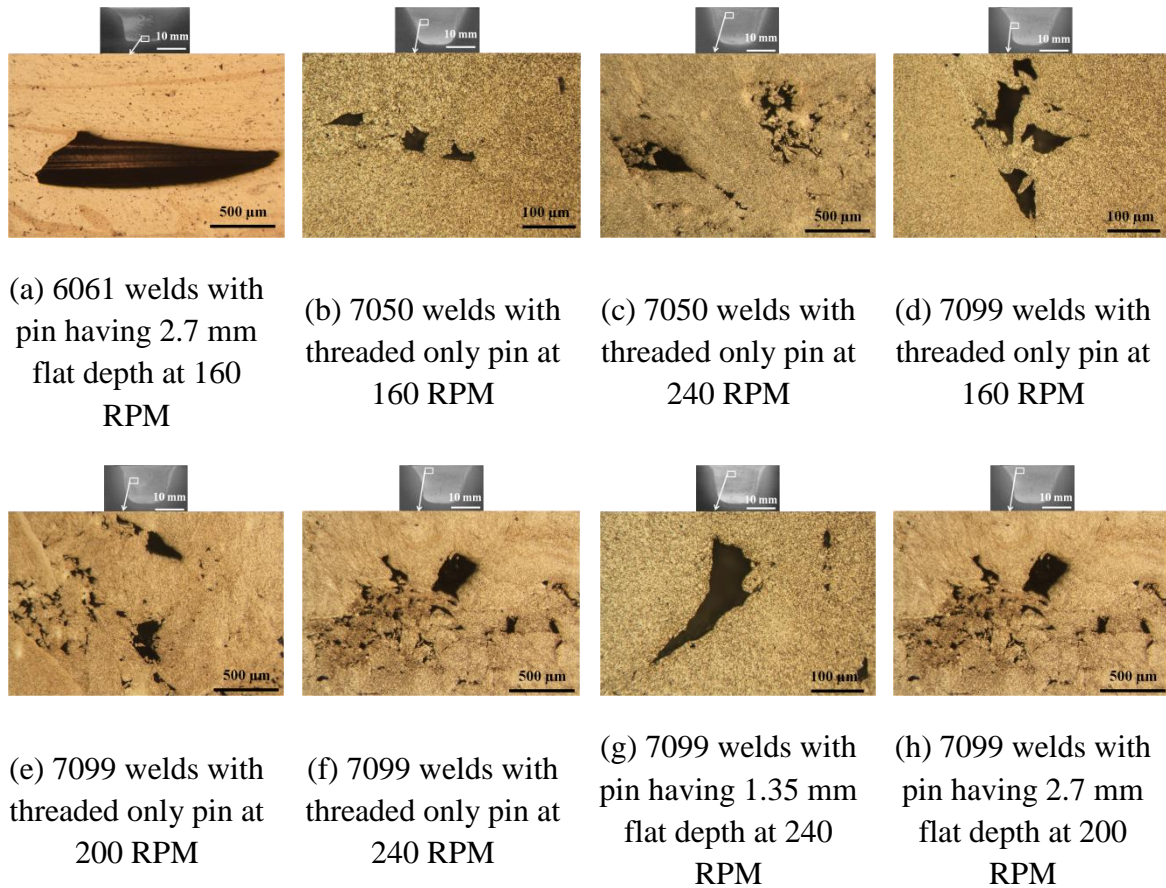 10 mm 10 mm 10 mm 10 mm
500 µm 100 µm 500 µm 100 µm
(a) 6061 welds with
pin having 2.7 mm
flat depth at 160
RPM
(b) 7050 welds with
threaded only pin at
160 RPM
(c) 7050 welds with
threaded only pin at
240 RPM
(d) 7099 welds with
threaded only pin at
160 RPM
10 mm 10 mm 10 mm 10 mm
500 µm 500 µm 100 µm 500 µm
(e) 7099 welds with
threaded only pin at
200 RPM
(f) 7099 welds with
threaded only pin at
240 RPM
(g) 7099 welds with
pin having 1.35 mm
flat depth at 240
RPM
(h) 7099 welds with
pin having 2.7 mm
flat depth at 200
RPM